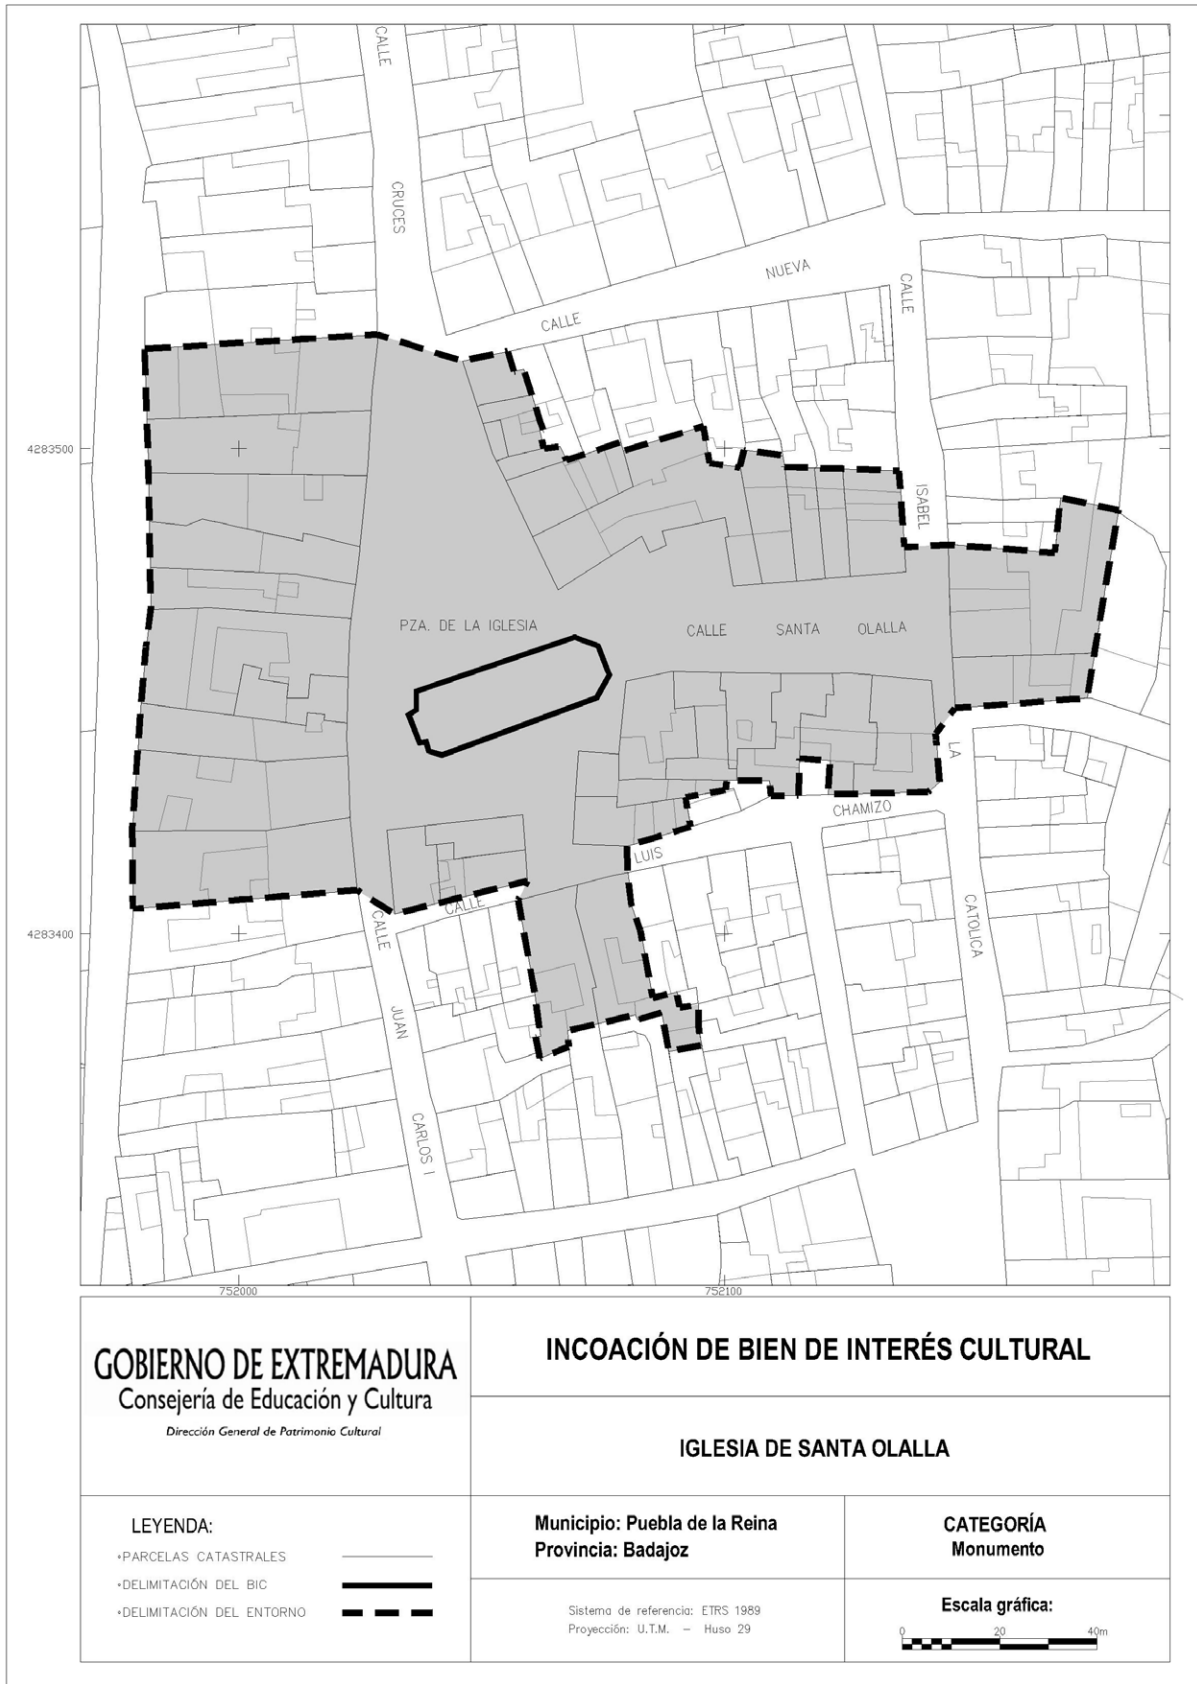 CALLE
CRUCES
CALLE NUEVA
CALLE
ISABEL
LA
CATOLICA
4283500
PZA. DE LA IGLESIA
CALLE SANTA OLALLA
CHAMIZO
LUIS
CALLE
4283400
CALLE
JUAN
CARLOS I
752000
752100
GOBIERNO DE EXTREMADURA
Consejería de Educación y Cultura
Dirección General de Patrimonio Cultural
INCOACIÓN DE BIEN DE INTERÉS CULTURAL
IGLESIA DE SANTA OLALLA
LEYENDA:
•PARCELAS CATASTRALES
•DELIMITACIÓN DEL BIC
•DELIMITACIÓN DEL ENTORNO
Municipio: Puebla de la Reina
Provincia: Badajoz
CATEGORÍA
Monumento
Sistema de referencia: ETRS 1989
Proyección: U.T.M. – Huso 29
Escala gráfica:
0 20 40m